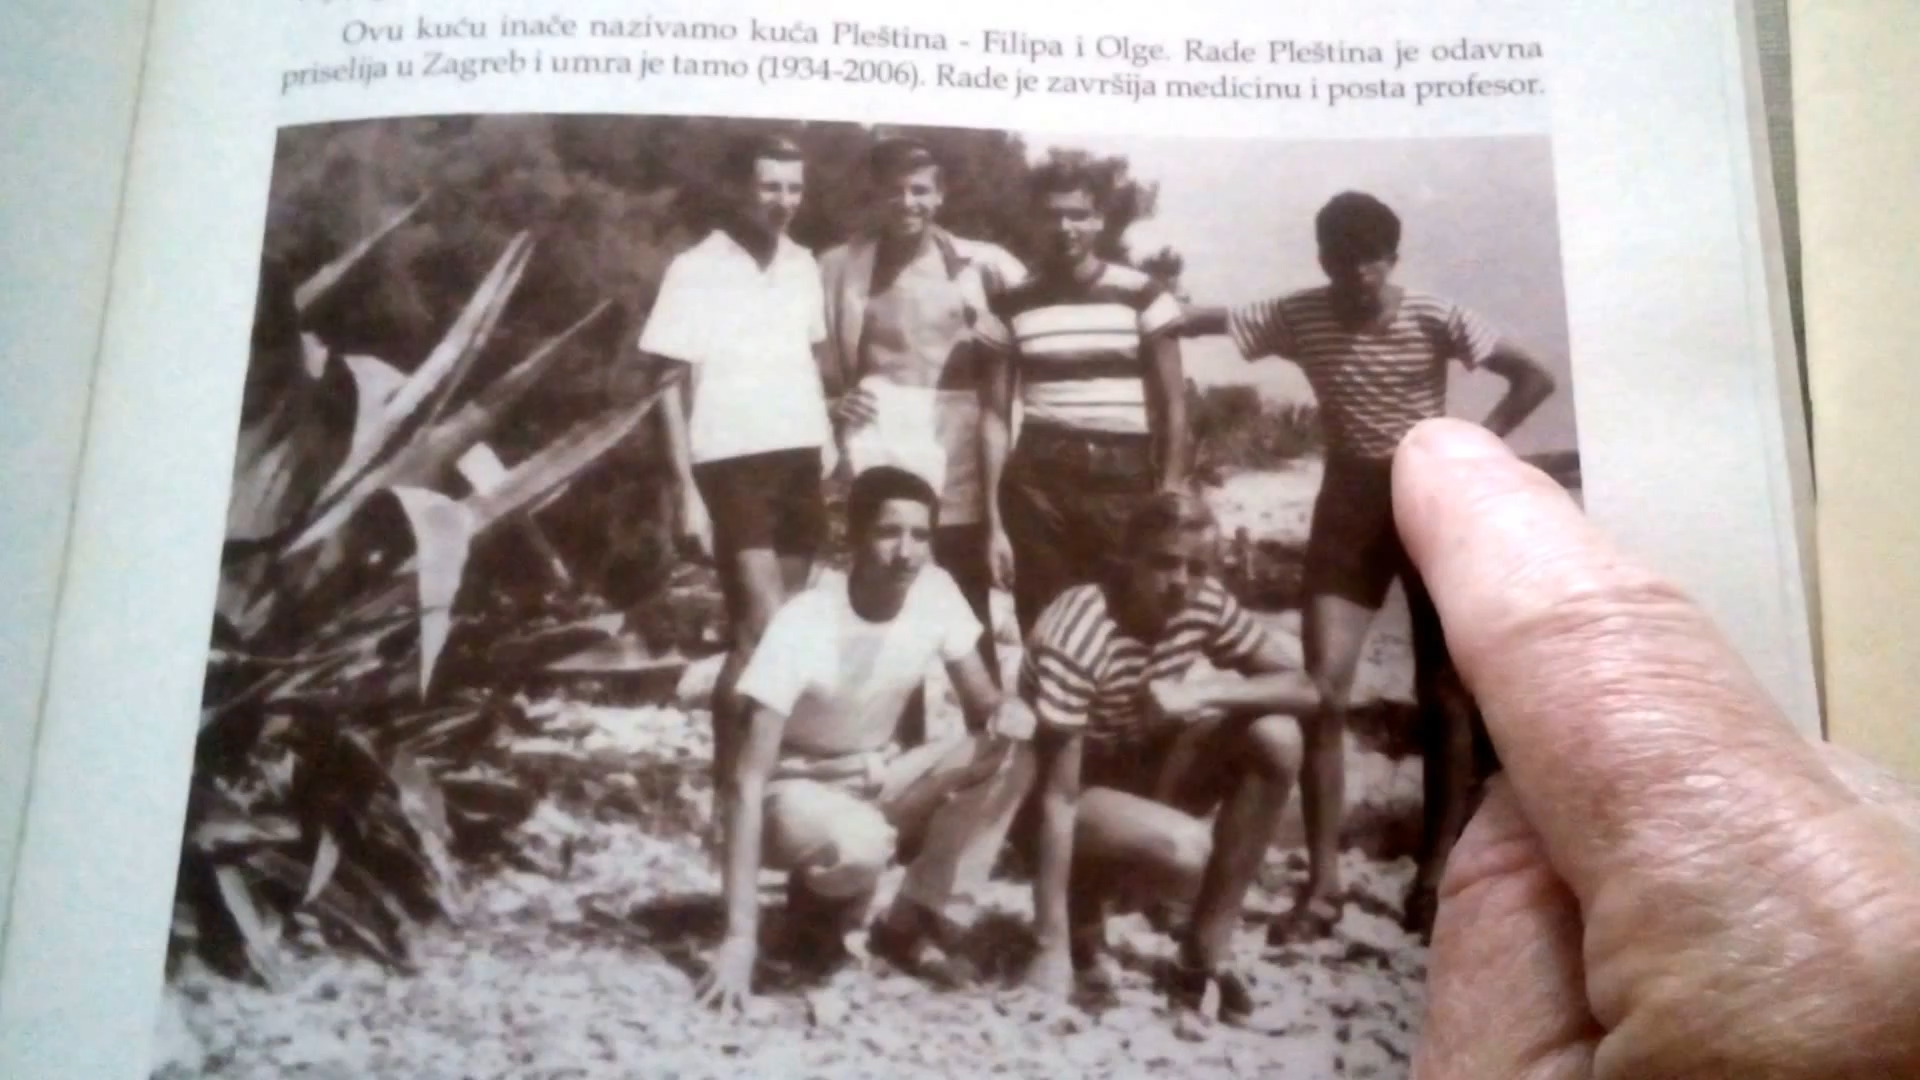 Ovu kuću inače nazivamo kuća Pleština - Filipa i Olge. Rade Pleština je odavna
priselija u Zagreb i umra je tamo (1934-2006). Rade je završija medicinu i posta profesor.